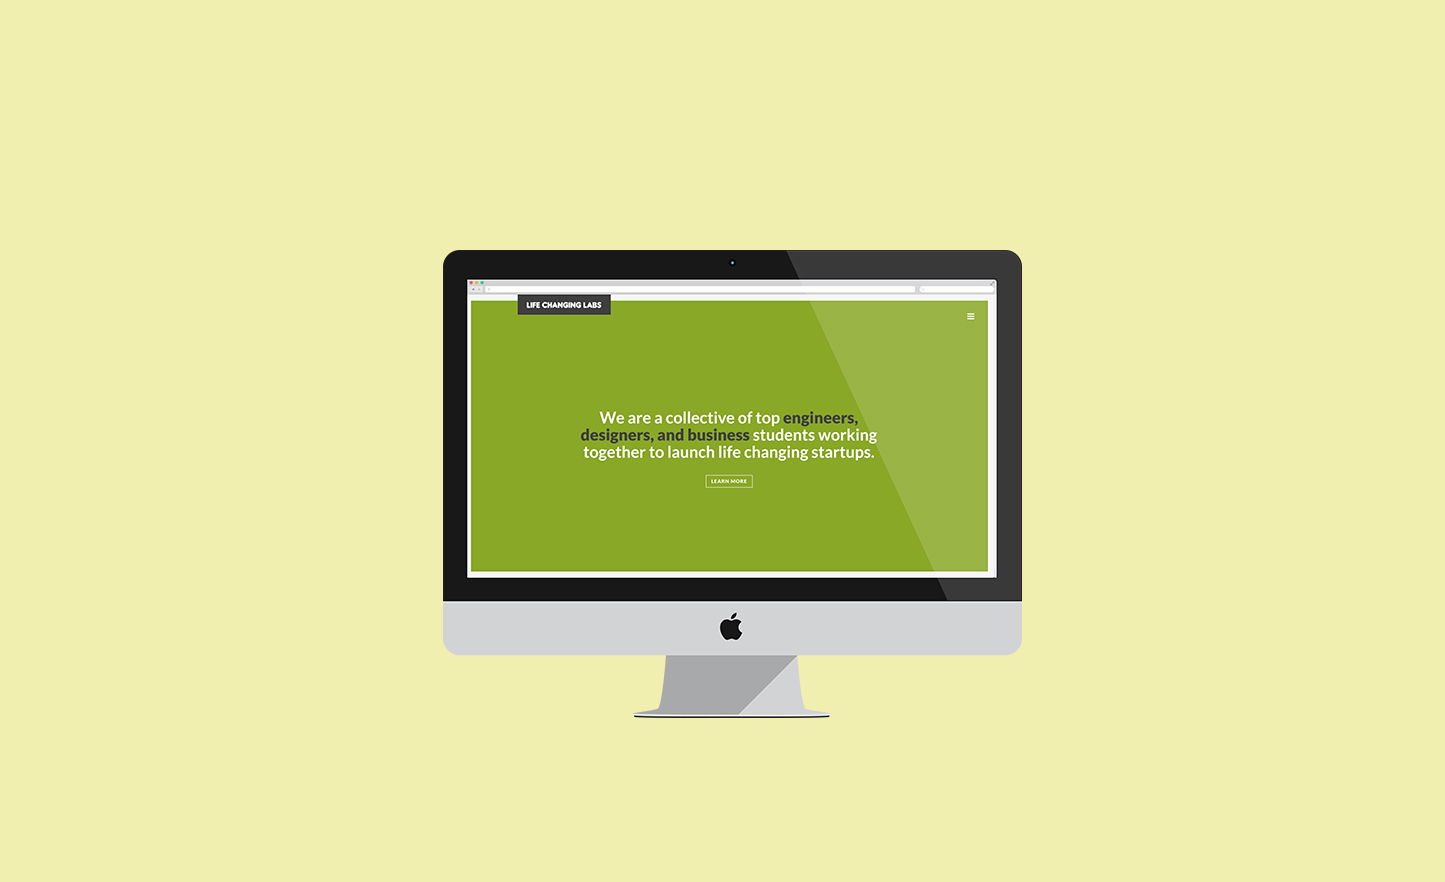 LIFE CHANGING LABS
We are a collective of top engineers,
designers, and business students working
together to launch life changing startups.
LEARN MORE